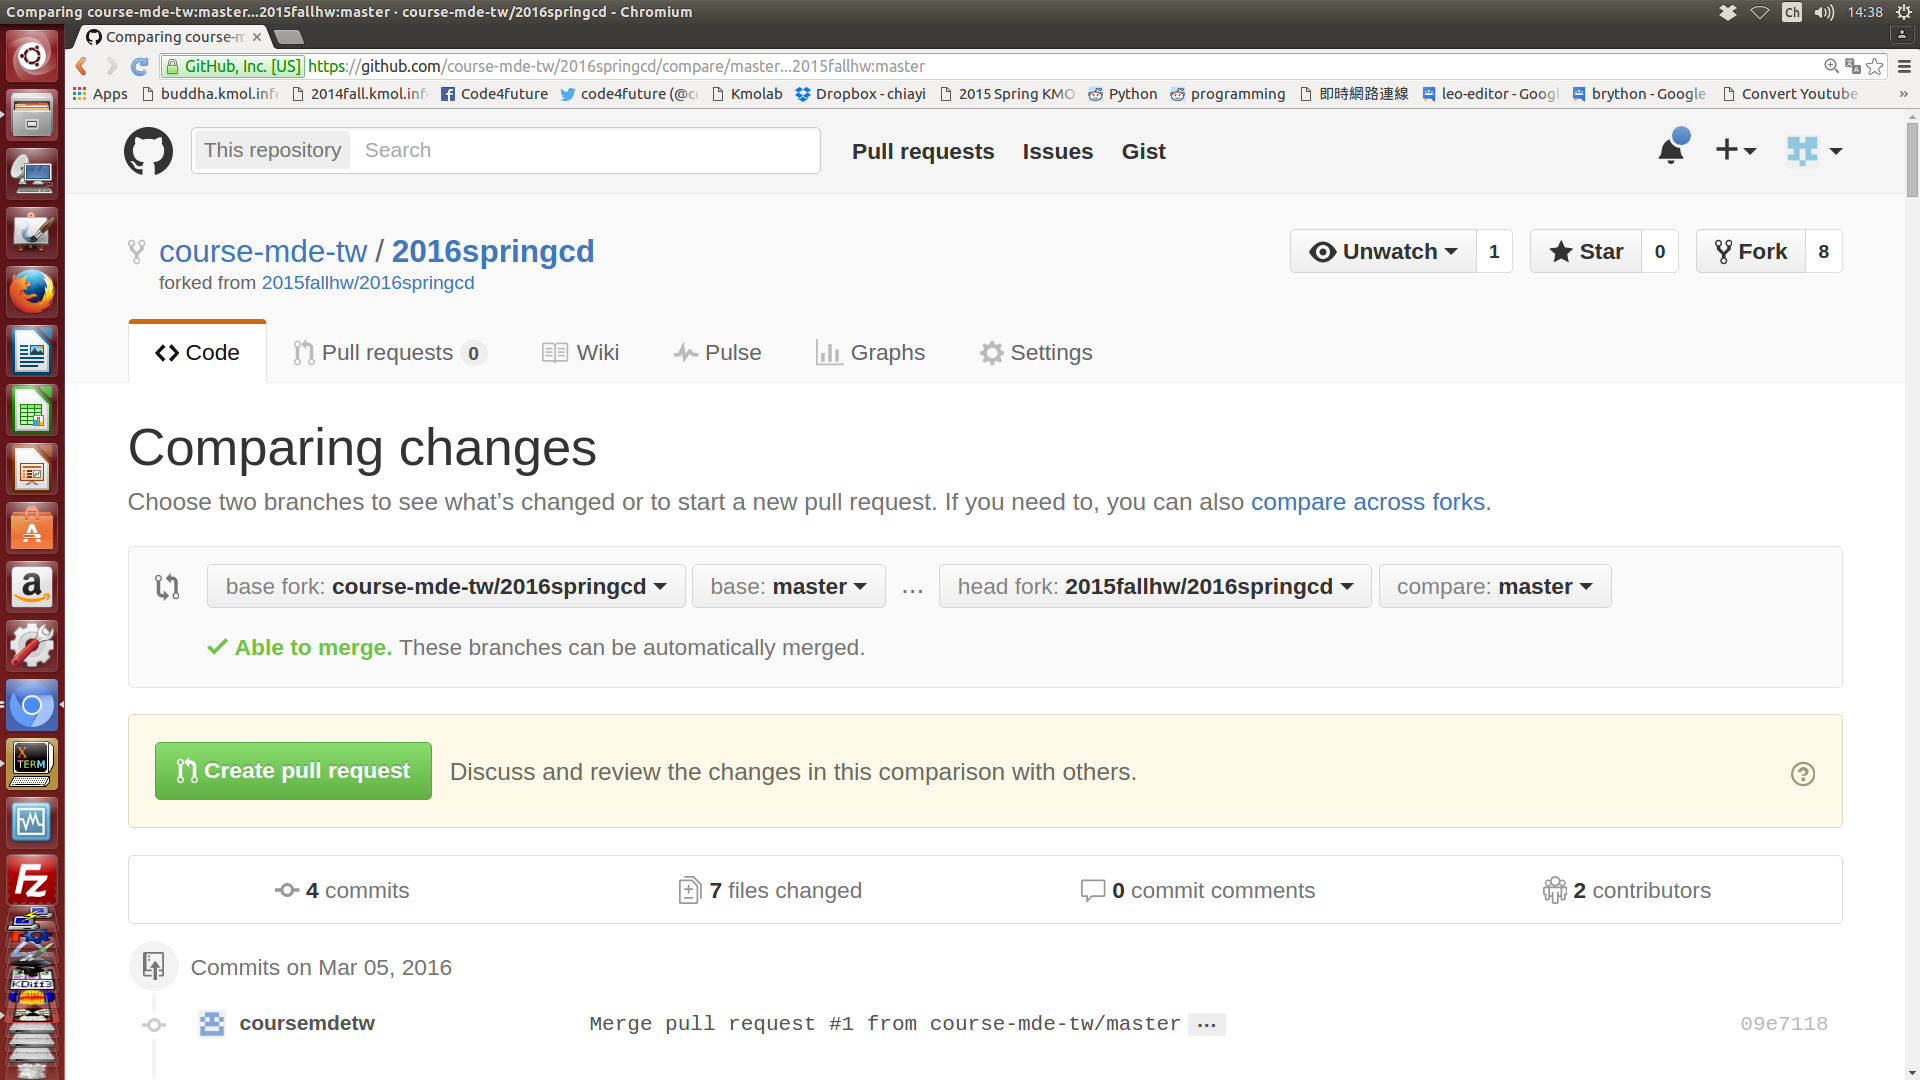 Comparing course-mde-tw:master...2015fallhw:master · course-mde-tw/2016springcd - Chromium
Ch 14:38
Comparing course-m
GitHub, Inc. [US] https://github.com/course-mde-tw/2016springcd/compare/master...2015fallhw:master
Apps buddha.kmol.info 2014fall.kmol.info Code4future code4future (@co Kmolab Dropbox - chiayi 2015 Spring KMO Python programming 即時網路連線 leo-editor - Googl brython - Google Convert Youtube »
This repository Search Pull requests Issues Gist
course-mde-tw / 2016springcd
Unwatch 1 Star 0 Fork 8
forked from 2015fallhw/2016springcd
Code Pull requests 0 Wiki Pulse Graphs Settings
Comparing changes
Choose two branches to see what’s changed or to start a new pull request. If you need to, you can also compare across forks.
base fork: course-mde-tw/2016springcd base: master ... head fork: 2015fallhw/2016springcd compare: master
Able to merge. These branches can be automatically merged.
Create pull request Discuss and review the changes in this comparison with others.
4 commits 7 files changed 0 commit comments 2 contributors
Commits on Mar 05, 2016
coursemdetw Merge pull request #1 from course-mde-tw/master ... 09e7118
X TERM
FZ
KDiff3